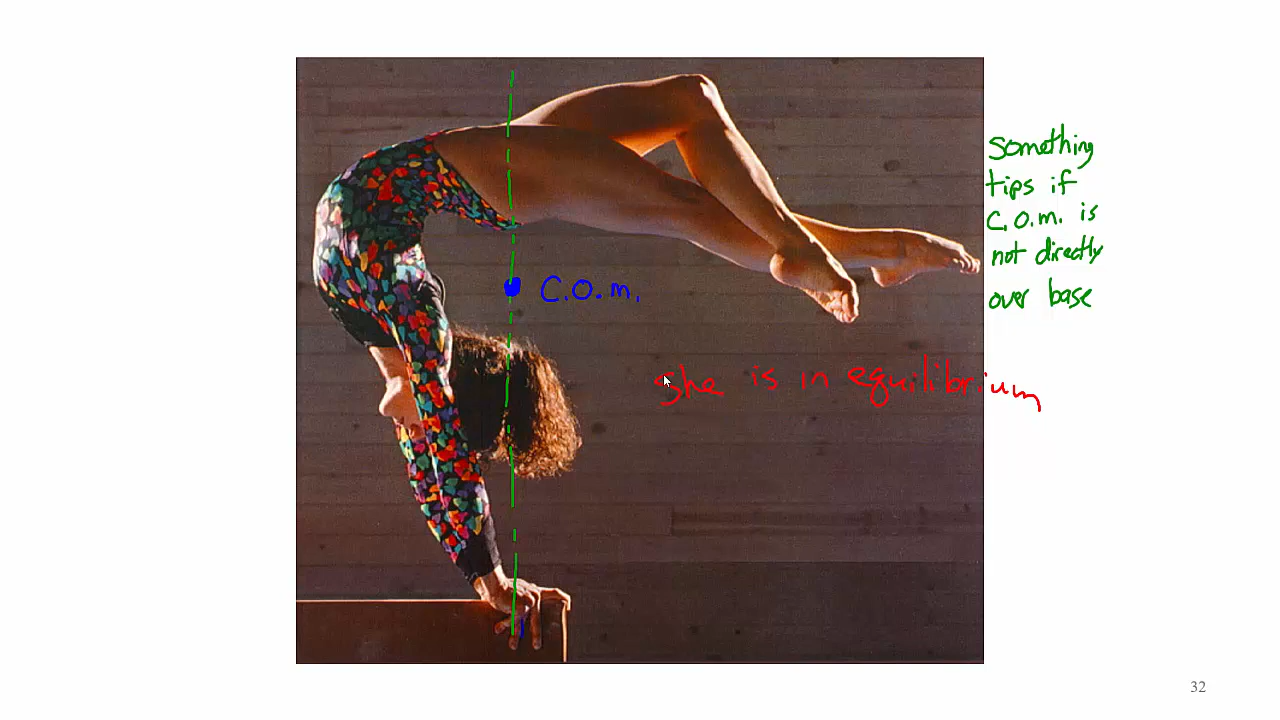 Something
tips if
C.O.M. is
not directly
over base
C.O.M.
She is in equilibrium
32